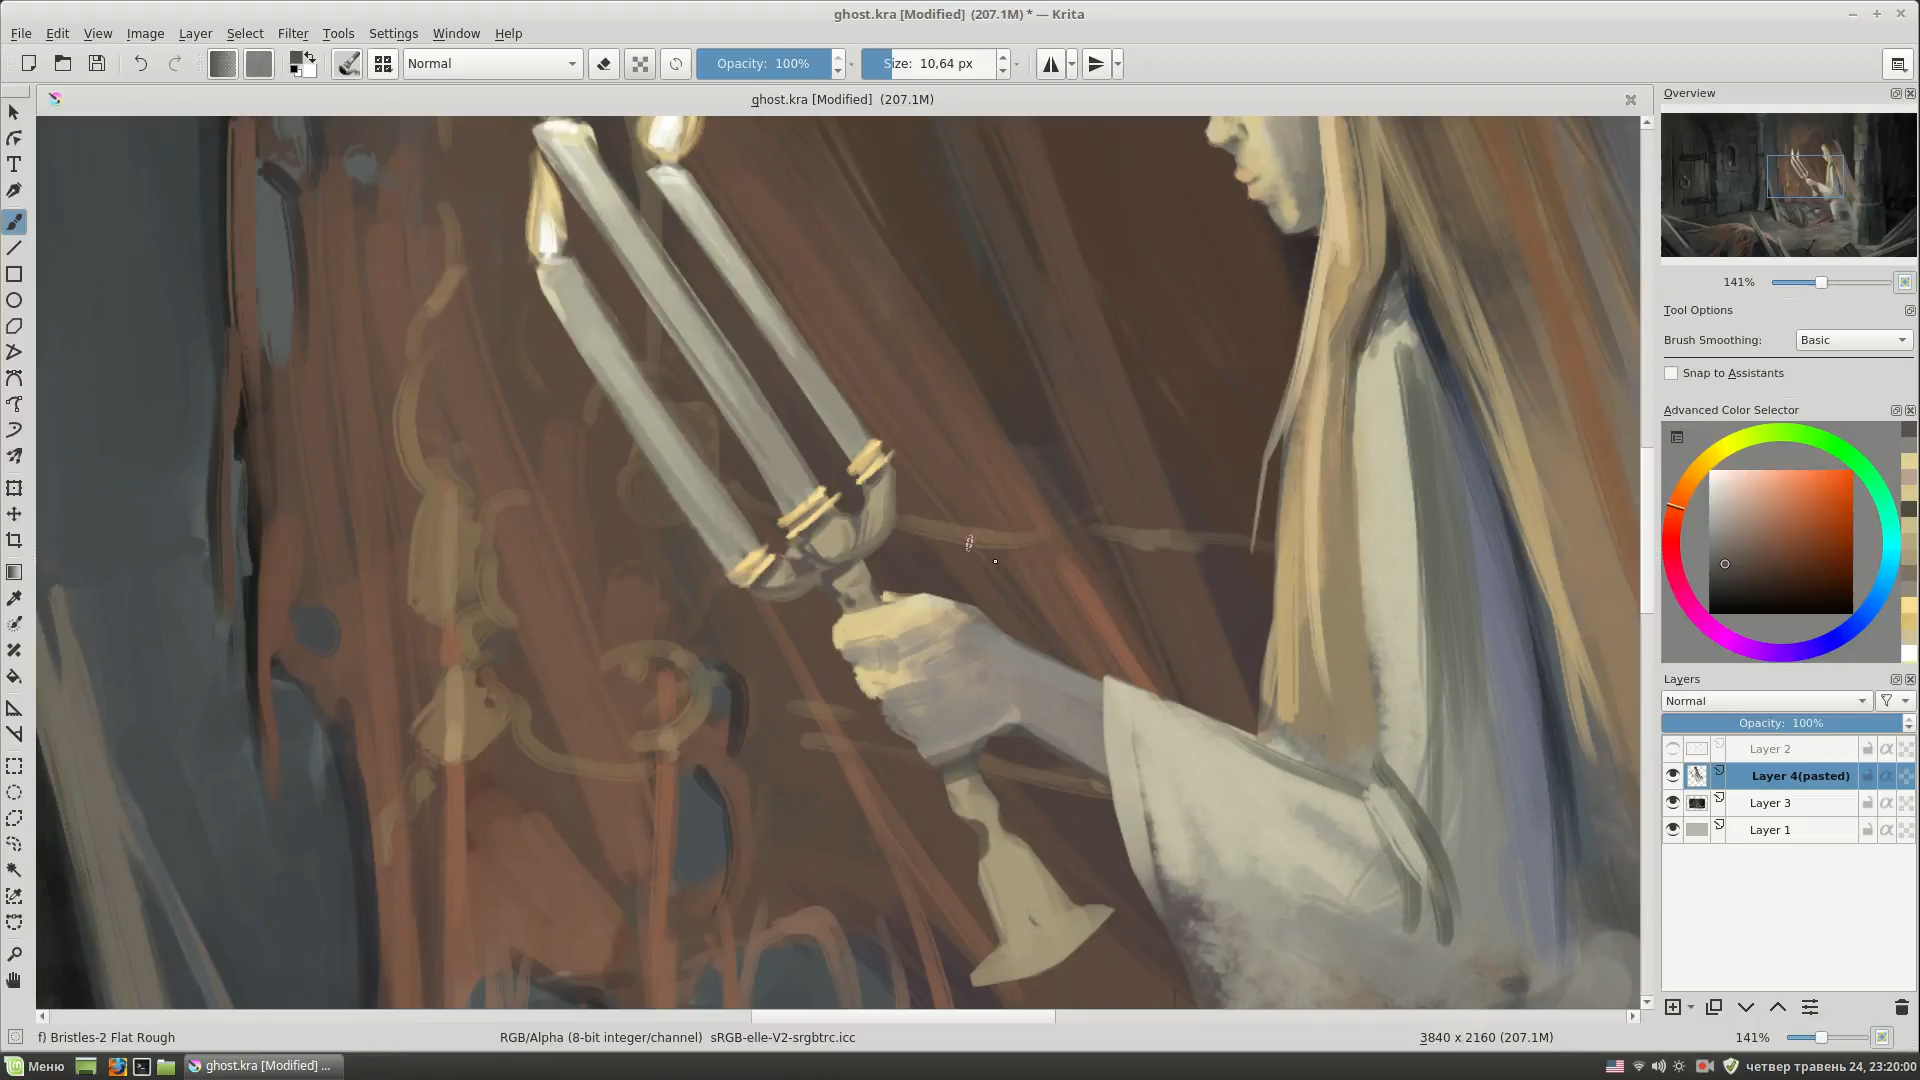 ghost.kra [Modified] (207.1M) * — Krita
File Edit View Image Layer Select Filter Tools Settings Window Help
Normal Opacity: 100% Size: 10,64 px
ghost.kra [Modified] (207.1M)
Overview
141%
Tool Options
Brush Smoothing: Basic
Snap to Assistants
Advanced Color Selector
Layers
Normal
Opacity: 100%
Layer 2
Layer 4(pasted)
Layer 3
Layer 1
f) Bristles-2 Flat Rough RGB/Alpha (8-bit integer/channel) sRGB-elle-V2-srgbtrc.icc 3840 x 2160 (207.1M) 141%
Меню ghost.kra [Modified] ... четвер травень 24, 23:20:00